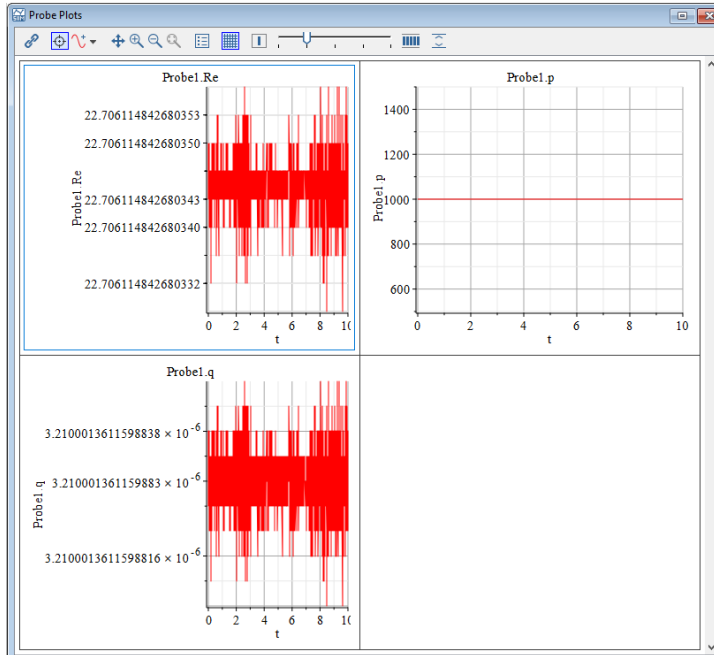 Probe Plots
Probe1.Re
22.706114842680353
22.706114842680350
22.706114842680343
22.706114842680340
22.706114842680332
Probe1.Re
0 2 4 6 8 10
t
Probe1.p
1400
1200
1000
800
600
Probe1.p
0 2 4 6 8 10
t
Probe1.q
3.2100013611598838 × 10⁻⁶
3.210001361159883 × 10⁻⁶
3.2100013611598816 × 10⁻⁶
Probe1.q
0 2 4 6 8 10
t